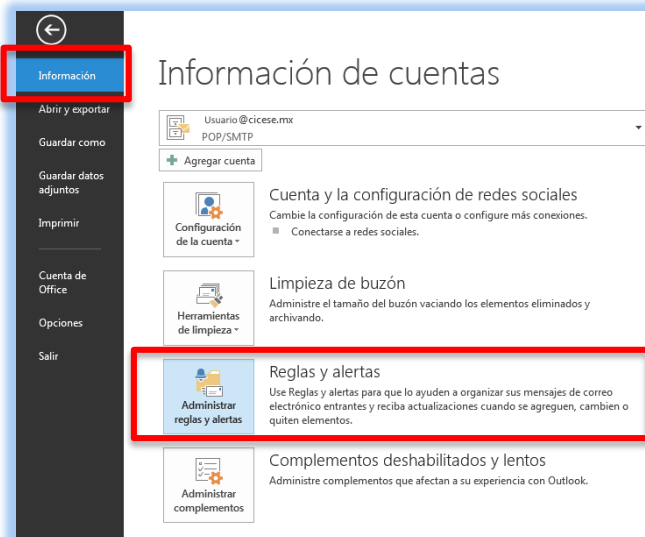 Información
Abrir y exportar
Guardar como
Guardar datos
adjuntos
Imprimir
Cuenta de
Office
Opciones
Salir
Información de cuentas
Usuario@cicese.mx
POP/SMTP
Agregar cuenta
Configuración
de la cuenta
Cuenta y la configuración de redes sociales
Cambie la configuración de esta cuenta o configure más conexiones.
Conectarse a redes sociales.
Herramientas
de limpieza
Limpieza de buzón
Administre el tamaño del buzón vaciando los elementos eliminados y
archivando.
Administrar
reglas y alertas
Reglas y alertas
Use Reglas y alertas para que lo ayuden a organizar sus mensajes de correo
electrónico entrantes y reciba actualizaciones cuando se agreguen, cambien o
quiten elementos.
Administrar
complementos
Complementos deshabilitados y lentos
Administre complementos que afectan a su experiencia con Outlook.